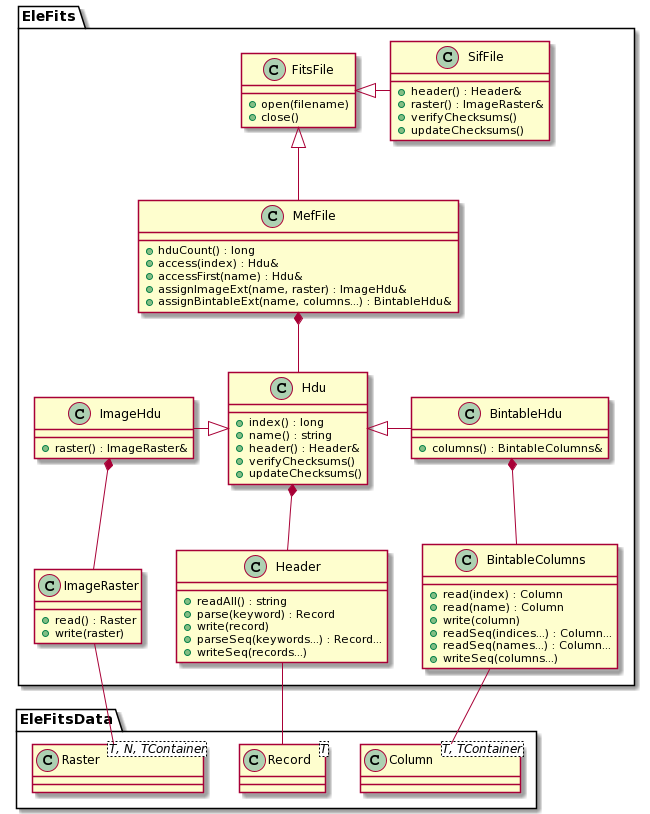 EleFits
C FitsFile
open(filename)
close()
C SifFile
header() : Header&
raster() : ImageRaster&
verifyChecksums()
updateChecksums()
C MefFile
hduCount() : long
access(index) : Hdu&
accessFirst(name) : Hdu&
assignImageExt(name, raster) : ImageHdu&
assignBintableExt(name, columns...) : BintableHdu&
C ImageHdu
raster() : ImageRaster&
C Hdu
index() : long
name() : string
header() : Header&
verifyChecksums()
updateChecksums()
C BintableHdu
columns() : BintableColumns&
C ImageRaster
read() : Raster
write(raster)
C Header
readAll() : string
parse(keyword) : Record
write(record)
parseSeq(keywords...) : Record...
writeSeq(records...)
C BintableColumns
read(index) : Column
read(name) : Column
write(column)
readSeq(indices...) : Column...
readSeq(names...) : Column...
writeSeq(columns...)
EleFitsData
C Raster
T, N, TContainer
C Record
T
C Column
T, TContainer